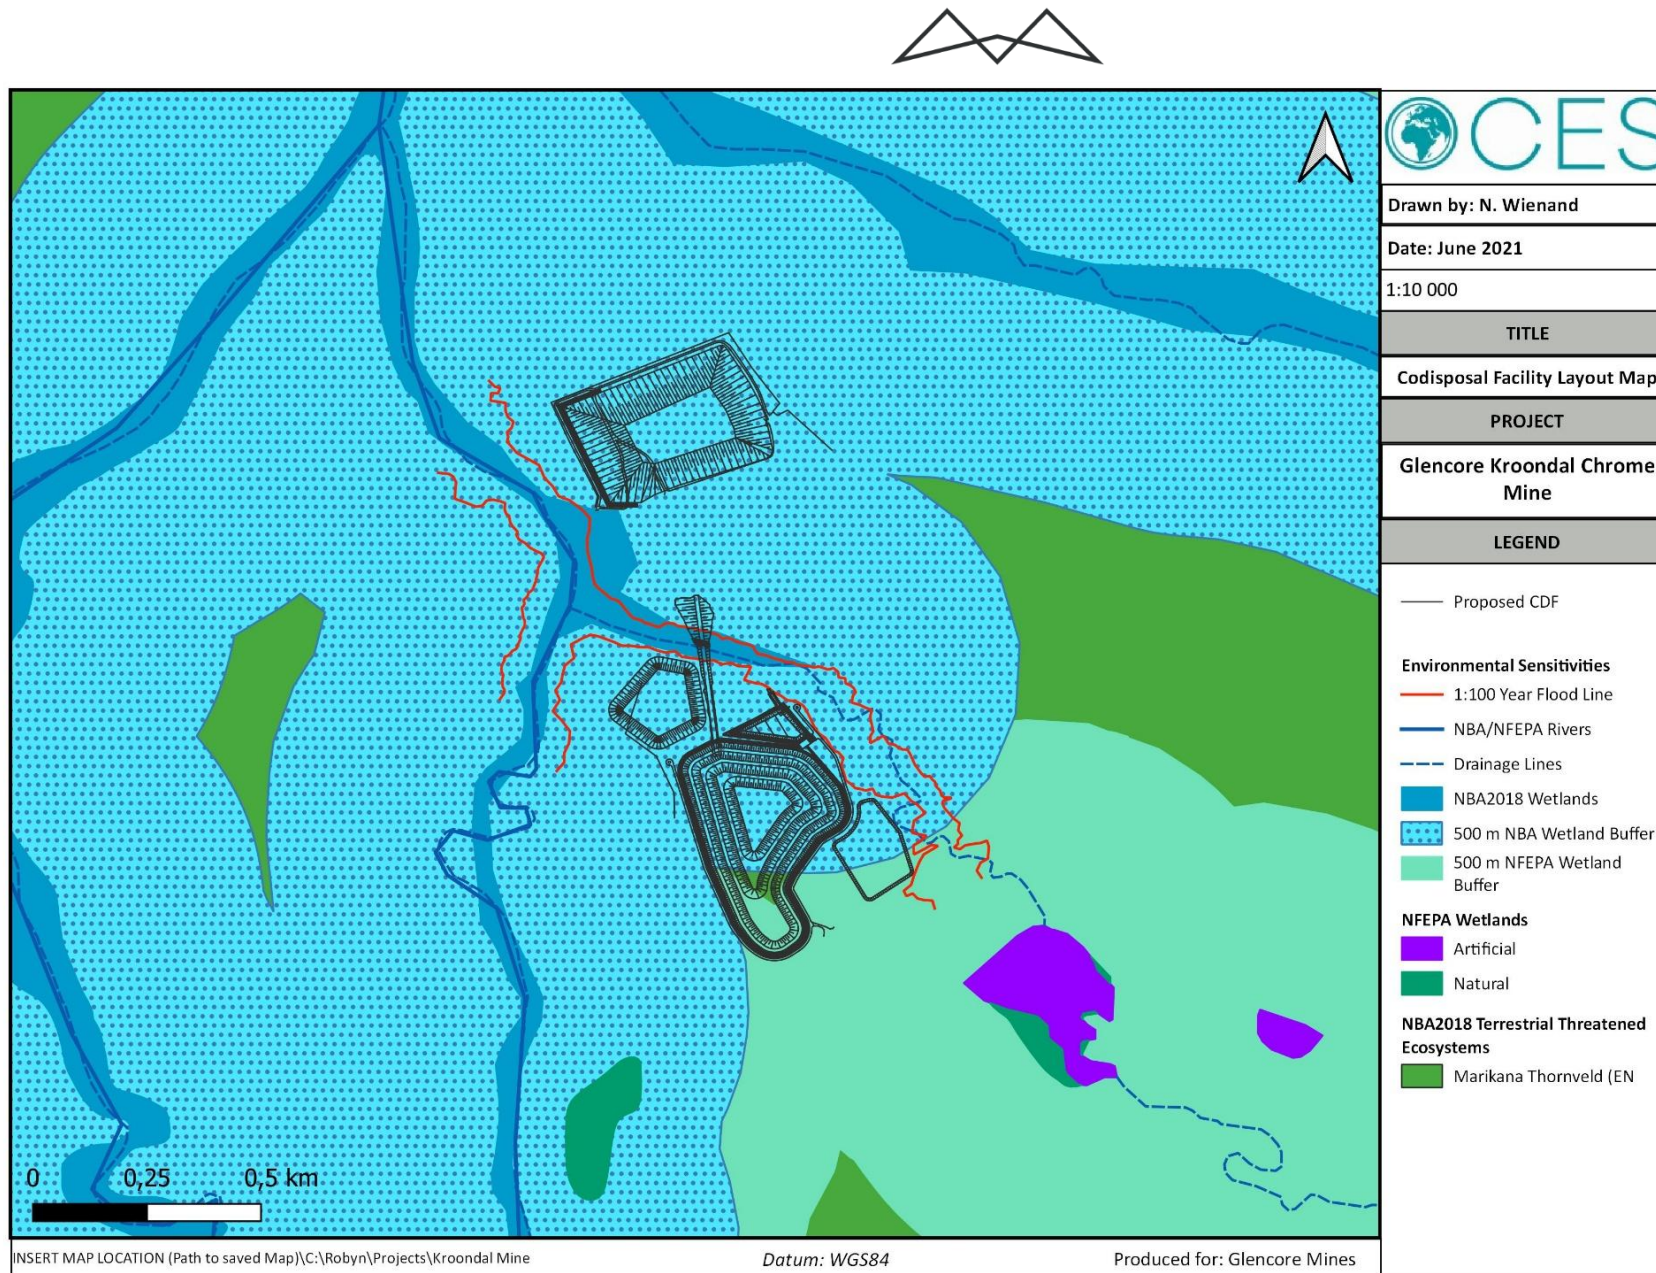 CES
Drawn by: N. Wienand
Date: June 2021
1:10 000
TITLE
Codisposal Facility Layout Map
PROJECT
Glencore Kroondal Chrome
Mine
LEGEND
Proposed CDF
Environmental Sensitivities
1:100 Year Flood Line
NBA/NFEPA Rivers
Drainage Lines
NBA2018 Wetlands
500 m NBA Wetland Buffer
500 m NFEPA Wetland
Buffer
NFEPA Wetlands
Artificial
Natural
NBA2018 Terrestrial Threatened
Ecosystems
Marikana Thornveld (EN
0 0,25 0,5 km
INSERT MAP LOCATION (Path to saved Map)\C:\Robyn\Projects\Kroondal Mine
Datum: WGS84
Produced for: Glencore Mines